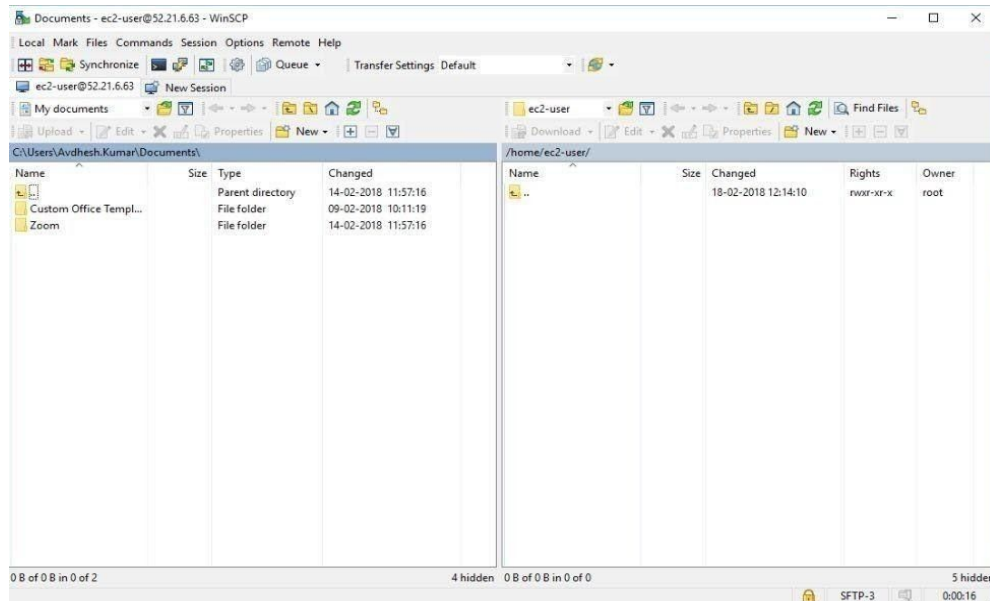 Documents - ec2-user@52.21.6.63 - WinSCP
Local Mark Files Commands Session Options Remote Help
Synchronize Queue Transfer Settings Default
ec2-user@52.21.6.63 New Session
My documents ec2-user Find Files
Upload Edit Properties New Download Edit Properties New
C:\Users\Avdhesh.Kumar\Documents\ /home/ec2-user/
Name Size Type Changed Name Size Changed Rights Owner
.. Parent directory 14-02-2018 11:57:16 .. 18-02-2018 12:14:10 rwxr-xr-x root
Custom Office Templ... File folder 09-02-2018 10:11:19
Zoom File folder 14-02-2018 11:57:16
0 B of 0 B in 0 of 2 4 hidden 0 B of 0 B in 0 of 0 5 hidden
SFTP-3 0:00:16